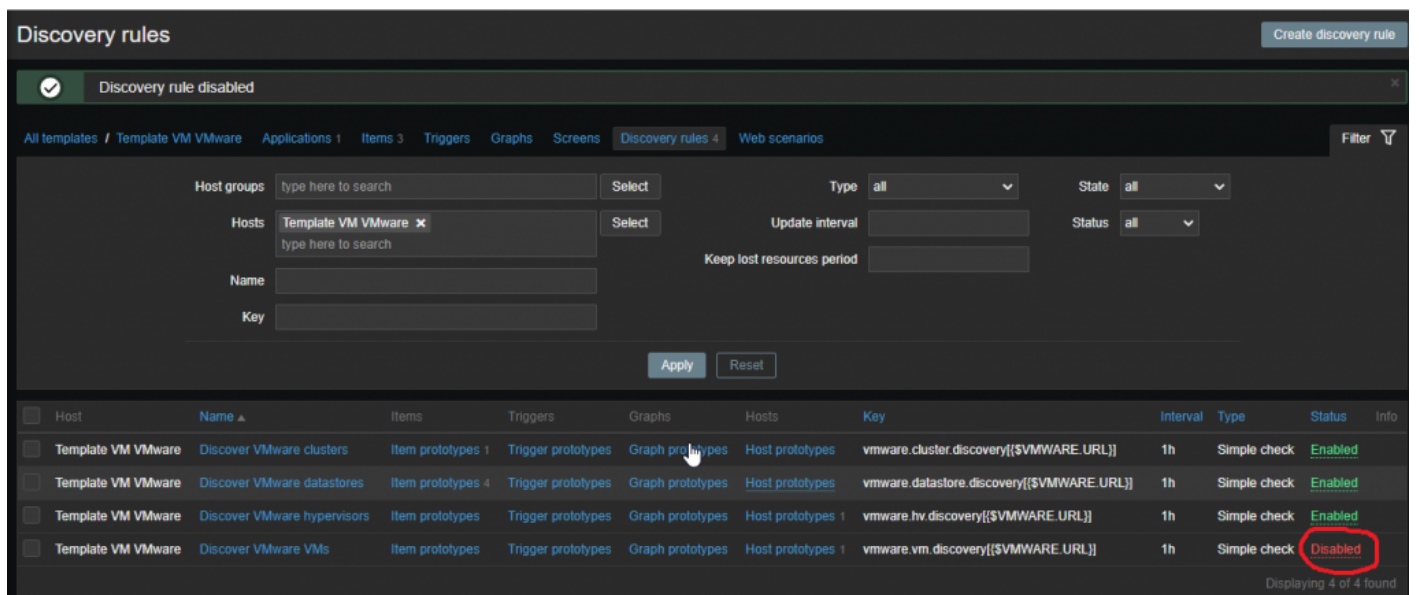 Discovery rules
Create discovery rule
Discovery rule disabled
All templates / Template VM VMware Applications 1 Items 3 Triggers Graphs Screens Discovery rules 4 Web scenarios Filter
Host groups type here to search Select Type all State all
Hosts Template VM VMware Select Update interval Status all
type here to search
Keep lost resources period
Name
Key
Apply Reset
Host Name Items Triggers Graphs Hosts Key Interval Type Status Info
Template VM VMware Discover VMware clusters Item prototypes 1 Trigger prototypes Graph prototypes Host prototypes vmware.cluster.discovery[{$VMWARE.URL}] 1h Simple check Enabled
Template VM VMware Discover VMware datastores Item prototypes 4 Trigger prototypes Graph prototypes Host prototypes vmware.datastore.discovery[{$VMWARE.URL}] 1h Simple check Enabled
Template VM VMware Discover VMware hypervisors Item prototypes Trigger prototypes Graph prototypes Host prototypes 1 vmware.hv.discovery[{$VMWARE.URL}] 1h Simple check Enabled
Template VM VMware Discover VMware VMs Item prototypes Trigger prototypes Graph prototypes Host prototypes 1 vmware.vm.discovery[{$VMWARE.URL}] 1h Simple check Disabled
Displaying 4 of 4 found